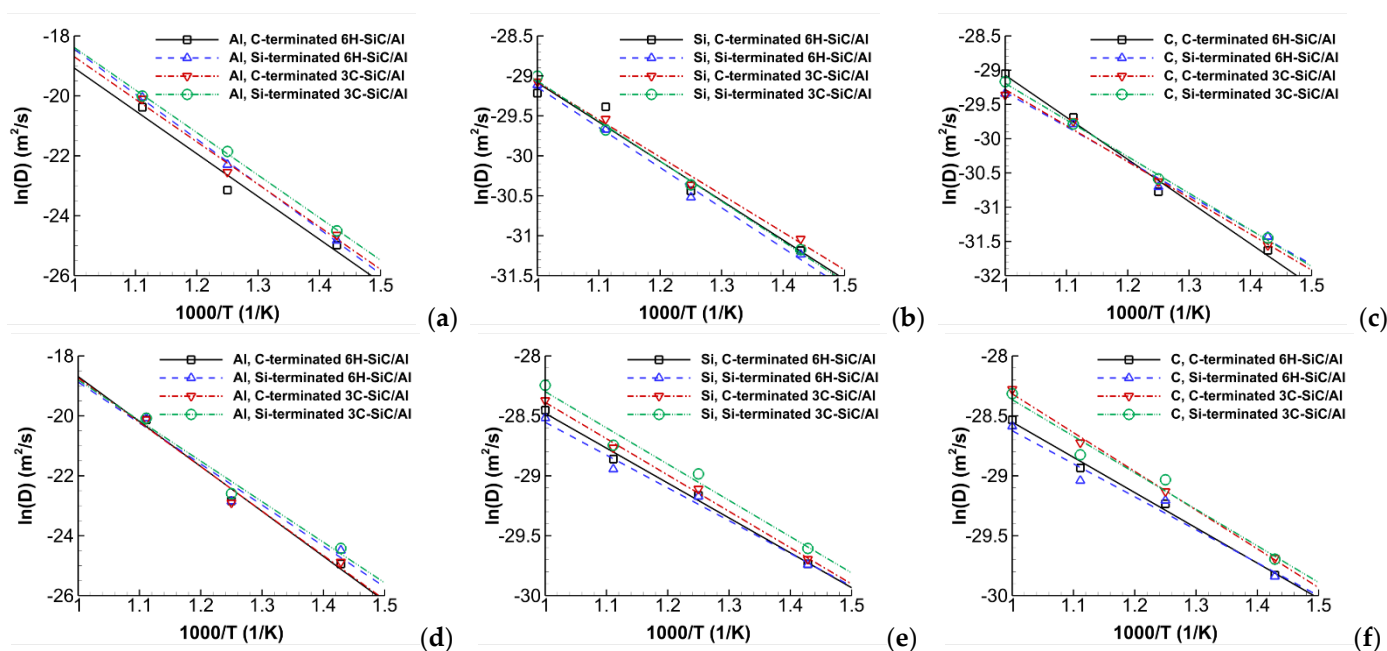 -18
-20
-22
-24
-26
ln(D) (m²/s)
Al, C-terminated 6H-SiC/Al
Al, Si-terminated 6H-SiC/Al
Al, C-terminated 3C-SiC/Al
Al, Si-terminated 3C-SiC/Al
1 1.1 1.2 1.3 1.4 1.5
1000/T (1/K)
(a)
-28.5
-29
-29.5
-30
-30.5
-31
-31.5
ln(D) (m²/s)
Si, C-terminated 6H-SiC/Al
Si, Si-terminated 6H-SiC/Al
Si, C-terminated 3C-SiC/Al
Si, Si-terminated 3C-SiC/Al
1 1.1 1.2 1.3 1.4 1.5
1000/T (1/K)
(b)
-28.5
-29
-29.5
-30
-30.5
-31
-31.5
-32
ln(D) (m²/s)
C, C-terminated 6H-SiC/Al
C, Si-terminated 6H-SiC/Al
C, C-terminated 3C-SiC/Al
C, Si-terminated 3C-SiC/Al
1 1.1 1.2 1.3 1.4 1.5
1000/T (1/K)
(c)
-18
-20
-22
-24
-26
ln(D) (m²/s)
Al, C-terminated 6H-SiC/Al
Al, Si-terminated 6H-SiC/Al
Al, C-terminated 3C-SiC/Al
Al, Si-terminated 3C-SiC/Al
1 1.1 1.2 1.3 1.4 1.5
1000/T (1/K)
(d)
-28
-28.5
-29
-29.5
-30
ln(D) (m²/s)
Si, C-terminated 6H-SiC/Al
Si, Si-terminated 6H-SiC/Al
Si, C-terminated 3C-SiC/Al
Si, Si-terminated 3C-SiC/Al
1 1.1 1.2 1.3 1.4 1.5
1000/T (1/K)
(e)
-28
-28.5
-29
-29.5
-30
ln(D) (m²/s)
C, C-terminated 6H-SiC/Al
C, Si-terminated 6H-SiC/Al
C, C-terminated 3C-SiC/Al
C, Si-terminated 3C-SiC/Al
1 1.1 1.2 1.3 1.4 1.5
1000/T (1/K)
(f)